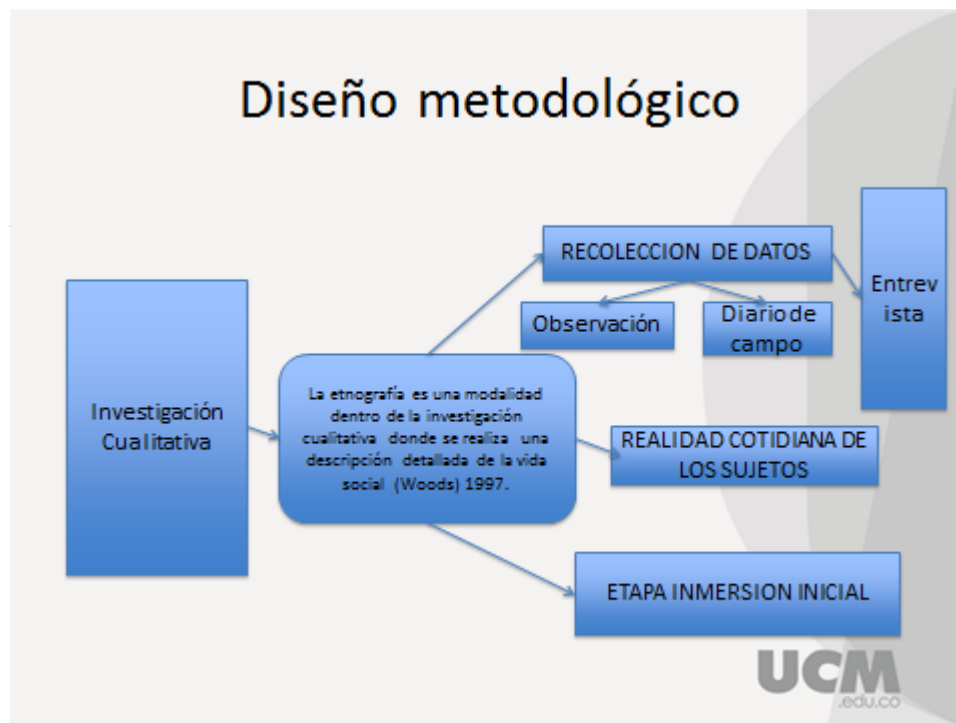 Diseño metodológico
RECOLECCION DE DATOS
Entrev
ista
Observación
Diario de
campo
Investigación
Cualitativa
La etnografía es una modalidad
dentro de la investigación
cualitativa donde se realiza una
descripción detallada de la vida
social (Woods) 1997.
REALIDAD COTIDIANA DE
LOS SUJETOS
ETAPA INMERSION INICIAL
UCM
.edu.co